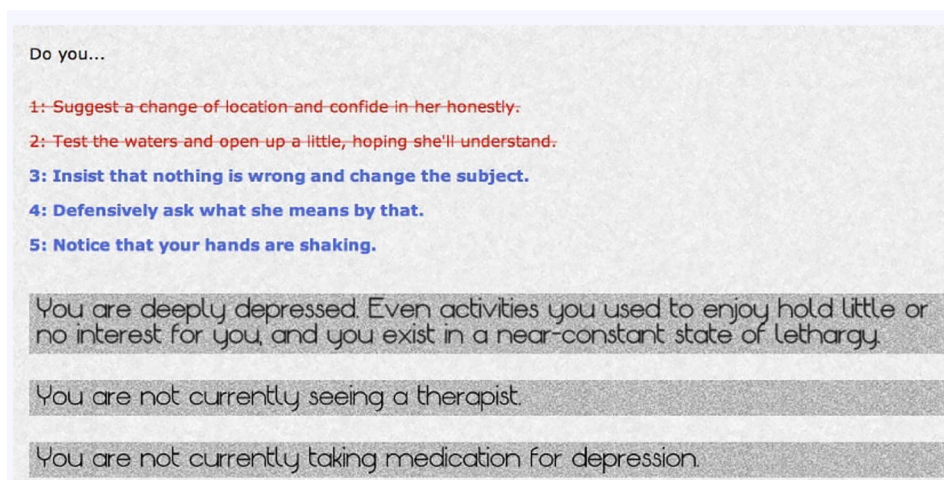 Do you...
1: Suggest a change of location and confide in her honestly.
2: Test the waters and open up a little, hoping she'll understand.
3: Insist that nothing is wrong and change the subject.
4: Defensively ask what she means by that.
5: Notice that your hands are shaking.
You are deeply depressed. Even activities you used to enjoy hold little or
no interest for you, and you exist in a near-constant state of lethargy.
You are not currently seeing a therapist.
You are not currently taking medication for depression.